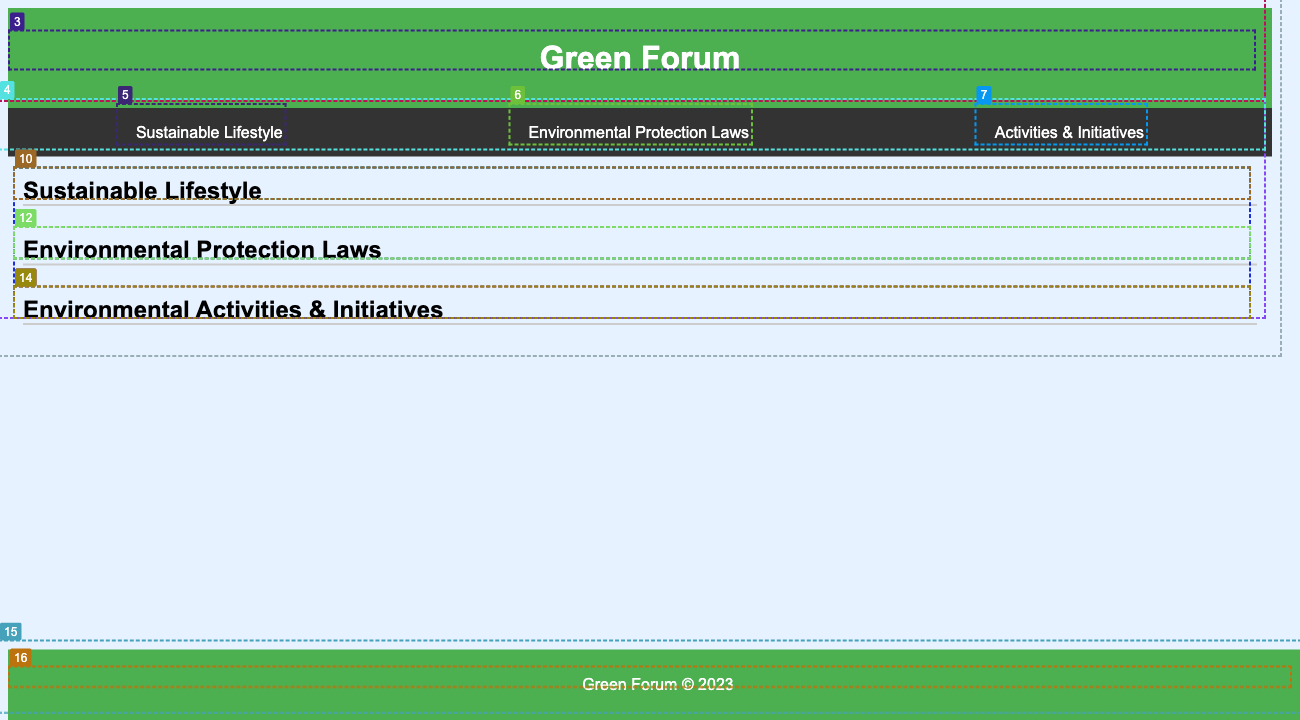 3
Green Forum
4
5
6
7
Sustainable Lifestyle
Environmental Protection Laws
Activities & Initiatives
10
Sustainable Lifestyle
12
Environmental Protection Laws
14
Environmental Activities & Initiatives
15
16
Green Forum © 2023